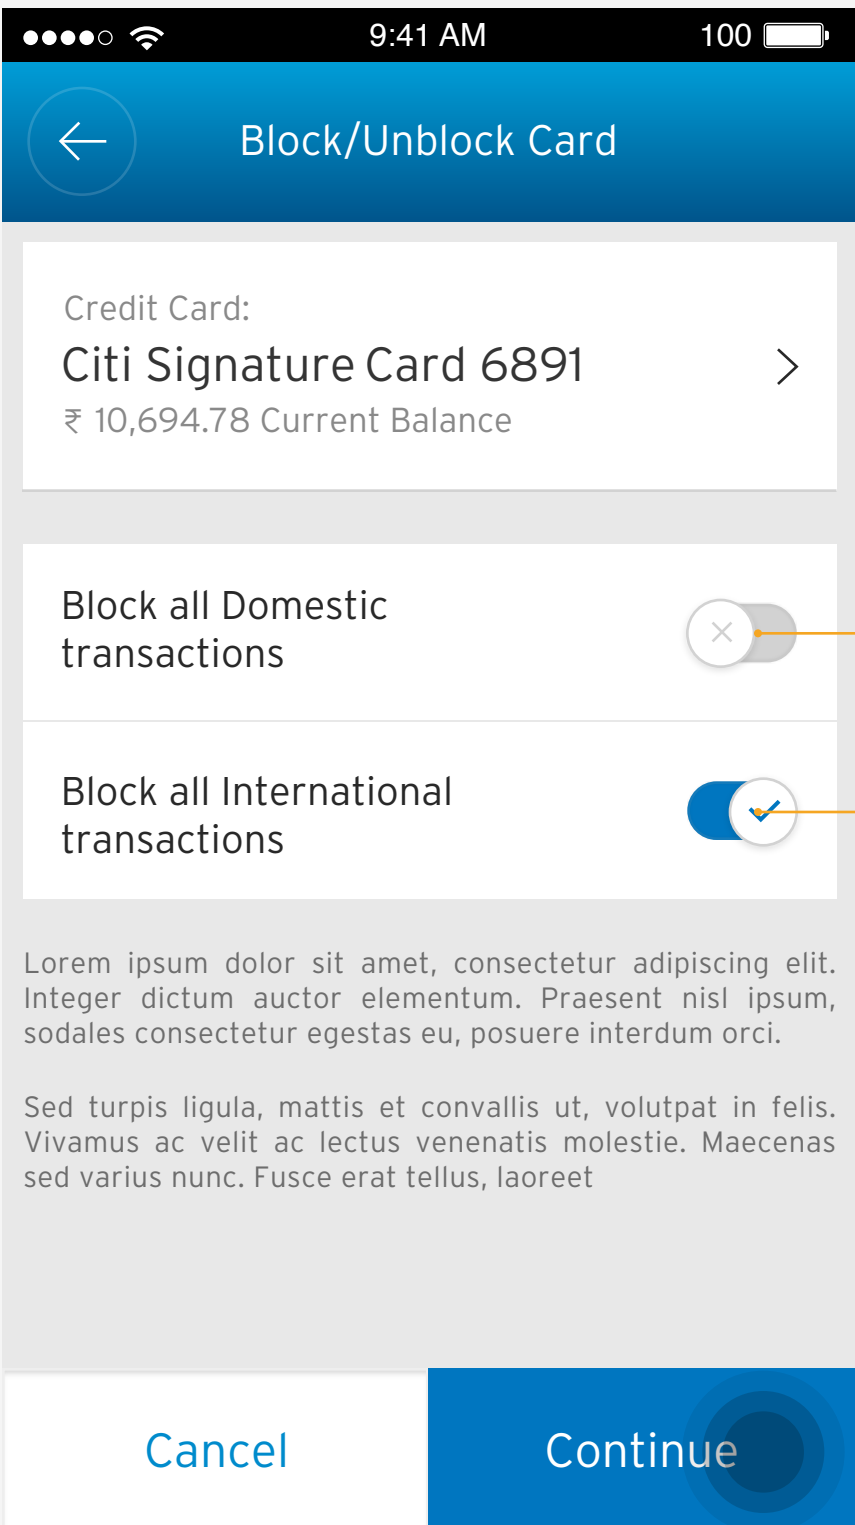 9:41 AM 100
Block/Unblock Card
Credit Card:
Citi Signature Card 6891
₹ 10,694.78 Current Balance
Block all Domestic
transactions
Block all International
transactions
Lorem ipsum dolor sit amet, consectetur adipiscing elit.
Integer dictum auctor elementum. Praesent nisl ipsum,
sodales consectetur egestas eu, posuere interdum orci.
Sed turpis ligula, mattis et convallis ut, volutpat in felis.
Vivamus ac velit ac lectus venenatis molestie. Maecenas
sed varius nunc. Fusce erat tellus, laoreet
Cancel Continue